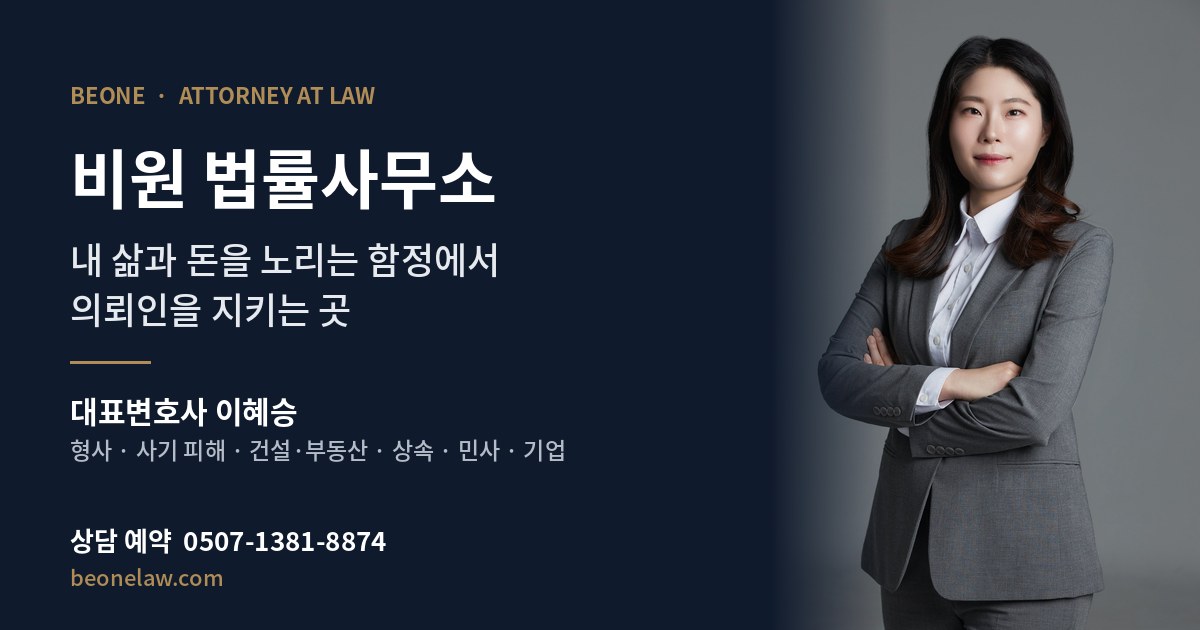 BEONE · ATTORNEY AT LAW
비원 법률사무소
내 삶과 돈을 노리는 함정에서
의뢰인을 지키는 곳
대표변호사 이혜승
형사 · 사기 피해 · 건설·부동산 · 상속 · 민사 · 기업
상담 예약 0507-1381-8874
beonelaw.com